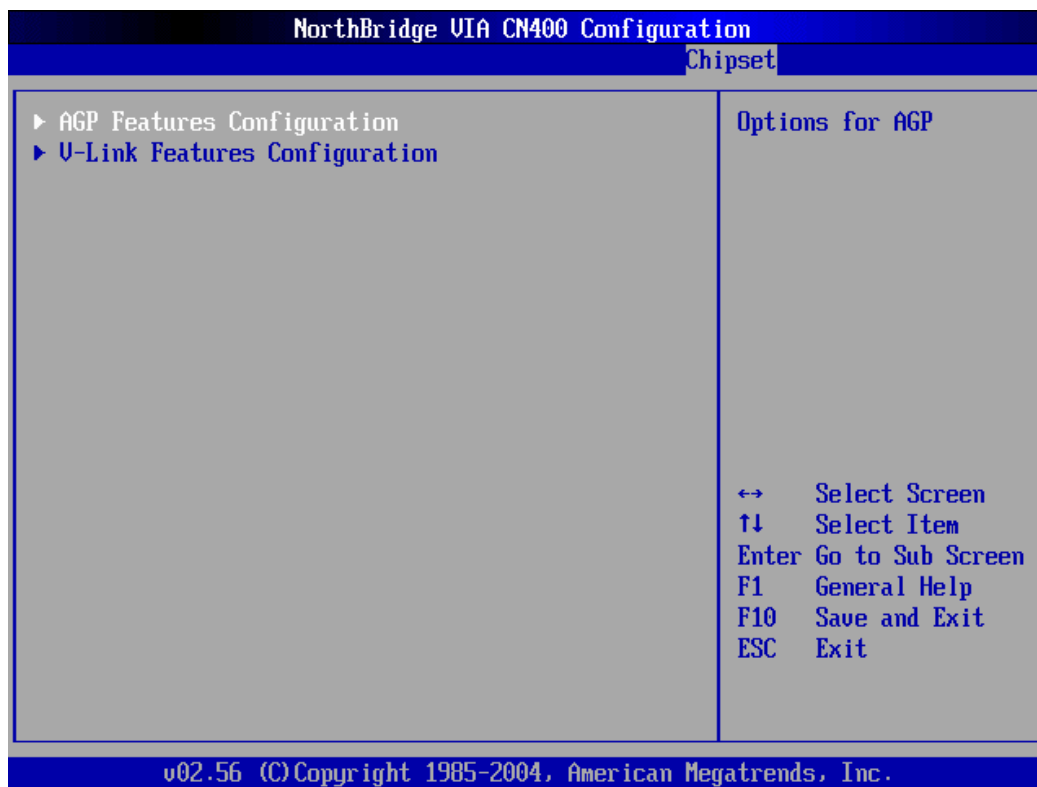 NorthBridge VIA CN400 Configuration
Chipset
AGP Features Configuration
V-Link Features Configuration
Options for AGP
←→ Select Screen
↑↓ Select Item
Enter Go to Sub Screen
F1 General Help
F10 Save and Exit
ESC Exit
v02.56 (C)Copyright 1985-2004, American Megatrends, Inc.